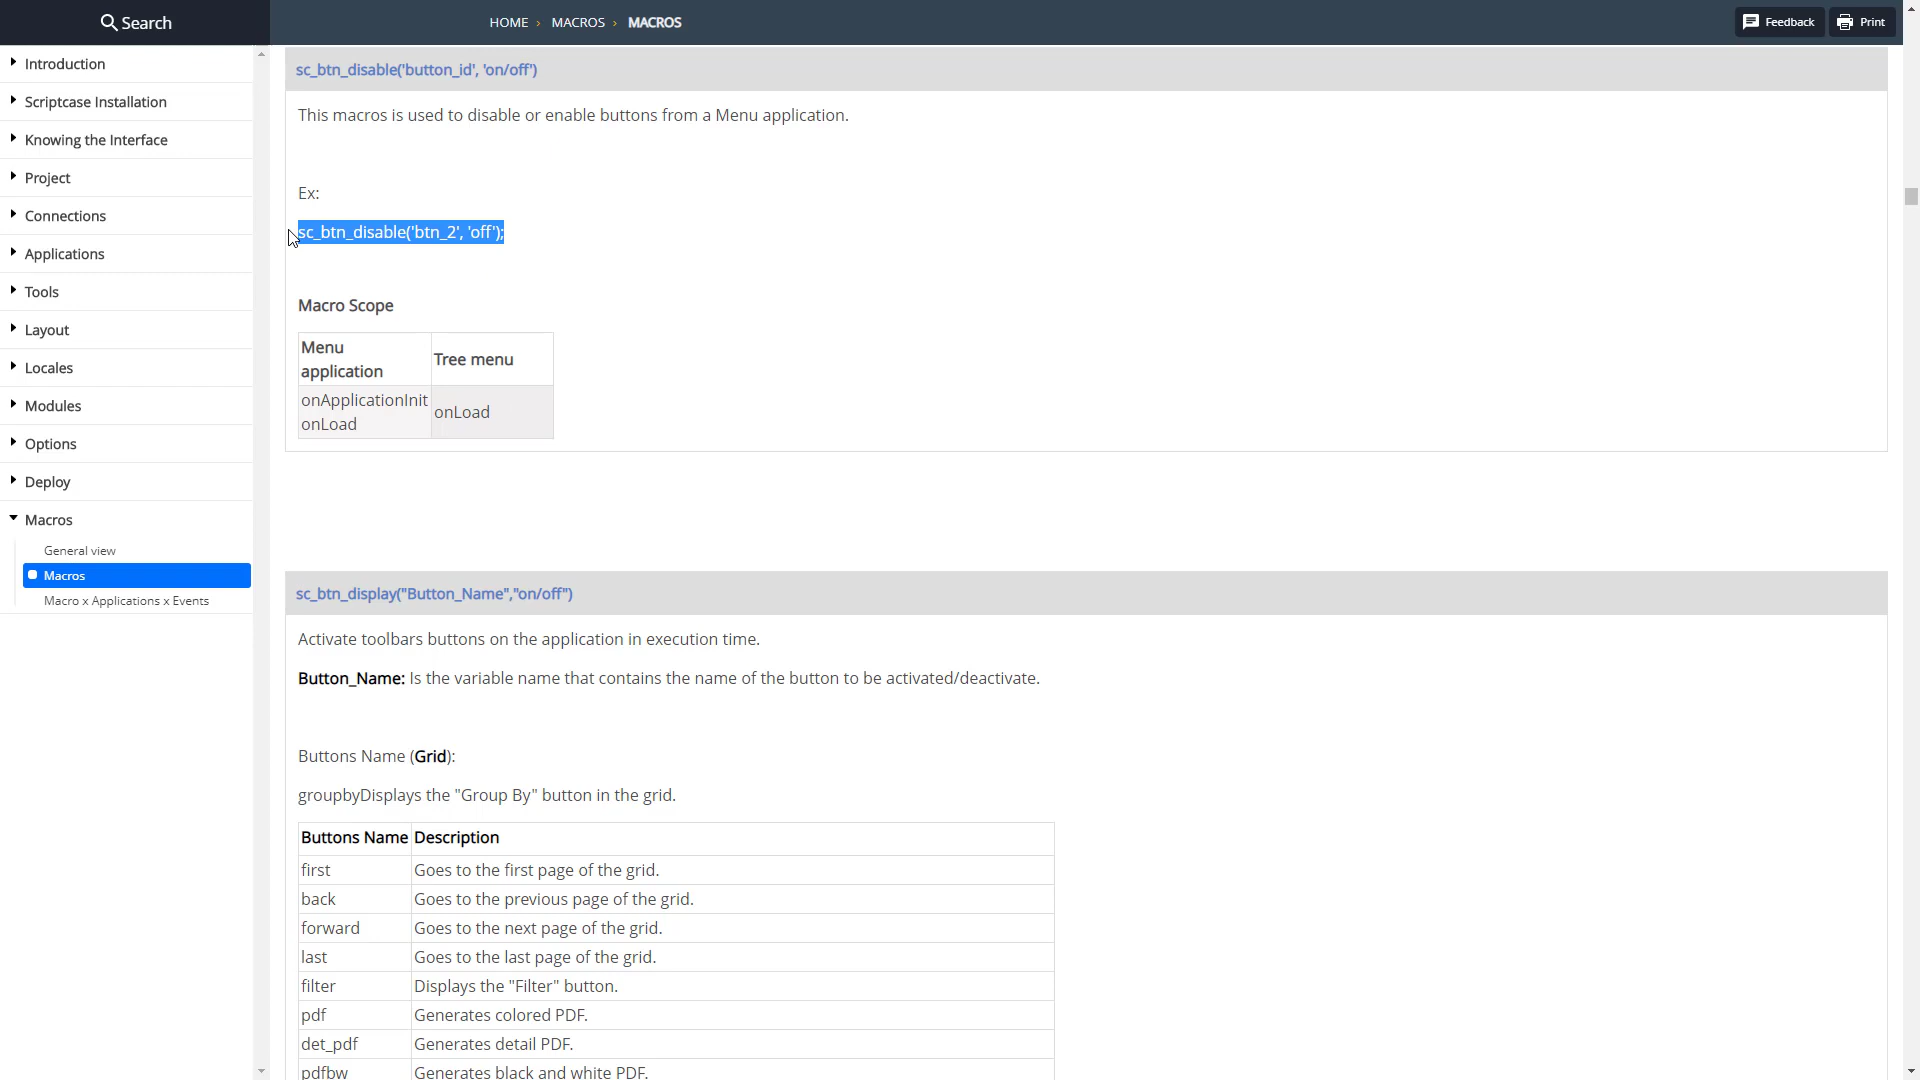 Search
HOME › MACROS › MACROS
Feedback
Print
Introduction
Scriptcase Installation
Knowing the Interface
Project
Connections
Applications
Tools
Layout
Locales
Modules
Options
Deploy
Macros
General view
Macros
Macro x Applications x Events
sc_btn_disable('button_id', 'on/off')
This macros is used to disable or enable buttons from a Menu application.
Ex:
sc_btn_disable('btn_2', 'off');
Macro Scope
Menu
application
Tree menu
onApplicationInit
onLoad
onLoad
sc_btn_display("Button_Name","on/off")
Activate toolbars buttons on the application in execution time.
Button_Name: Is the variable name that contains the name of the button to be activated/deactivate.
Buttons Name (Grid):
groupbyDisplays the "Group By" button in the grid.
Buttons Name Description
first Goes to the first page of the grid.
back Goes to the previous page of the grid.
forward Goes to the next page of the grid.
last Goes to the last page of the grid.
filter Displays the "Filter" button.
pdf Generates colored PDF.
det_pdf Generates detail PDF.
pdfbw Generates black and white PDF.